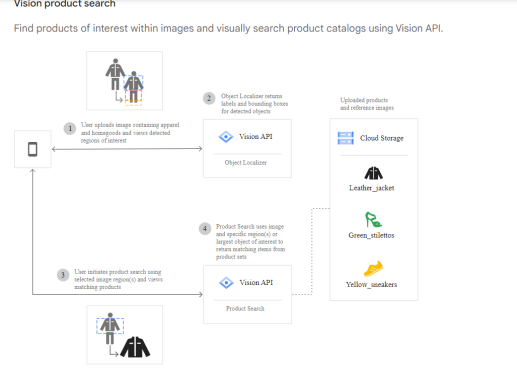 Vision product search
Find products of interest within images and visually search product catalogs using Vision API.
1
User uploads image containing apparel
and homegoods and views detected
regions of interest
2
Object Localizer returns
labels and bounding boxes
for detected objects
Vision API
Object Localizer
Uploaded products
and reference images
Cloud Storage
Leather_jacket
Green_stilettos
Yellow_sneakers
4
Product Search uses image
and specific region(s) or
largest object of interest to
return matching items from
product sets
3
User initiates product search using
selected image region(s) and views
matching products
Vision API
Product Search